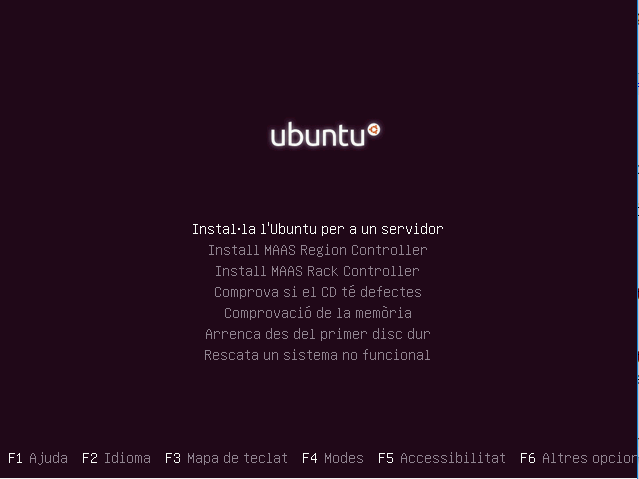 ubuntu
Instal·la l'Ubuntu per a un servidor
Install MAAS Region Controller
Install MAAS Rack Controller
Comprova si el CD té defectes
Comprovació de la memòria
Arrenca des del primer disc dur
Rescata un sistema no funcional
F1 Ajuda F2 Idioma F3 Mapa de teclat F4 Modes F5 Accessibilitat F6 Altres opcion